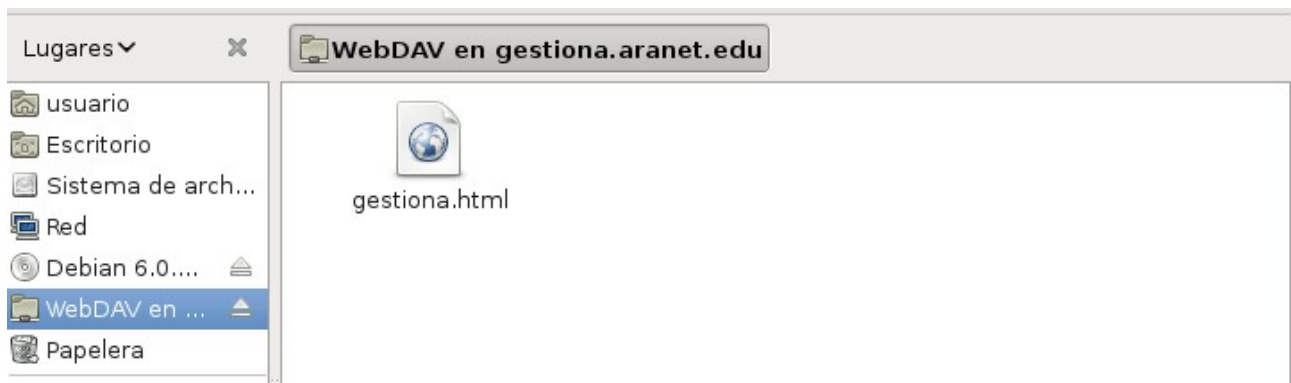 Lugares
WebDAV en gestiona.aranet.edu
usuario
Escritorio
Sistema de arch...
Red
Debian 6.0....
WebDAV en ...
Papelera
gestiona.html